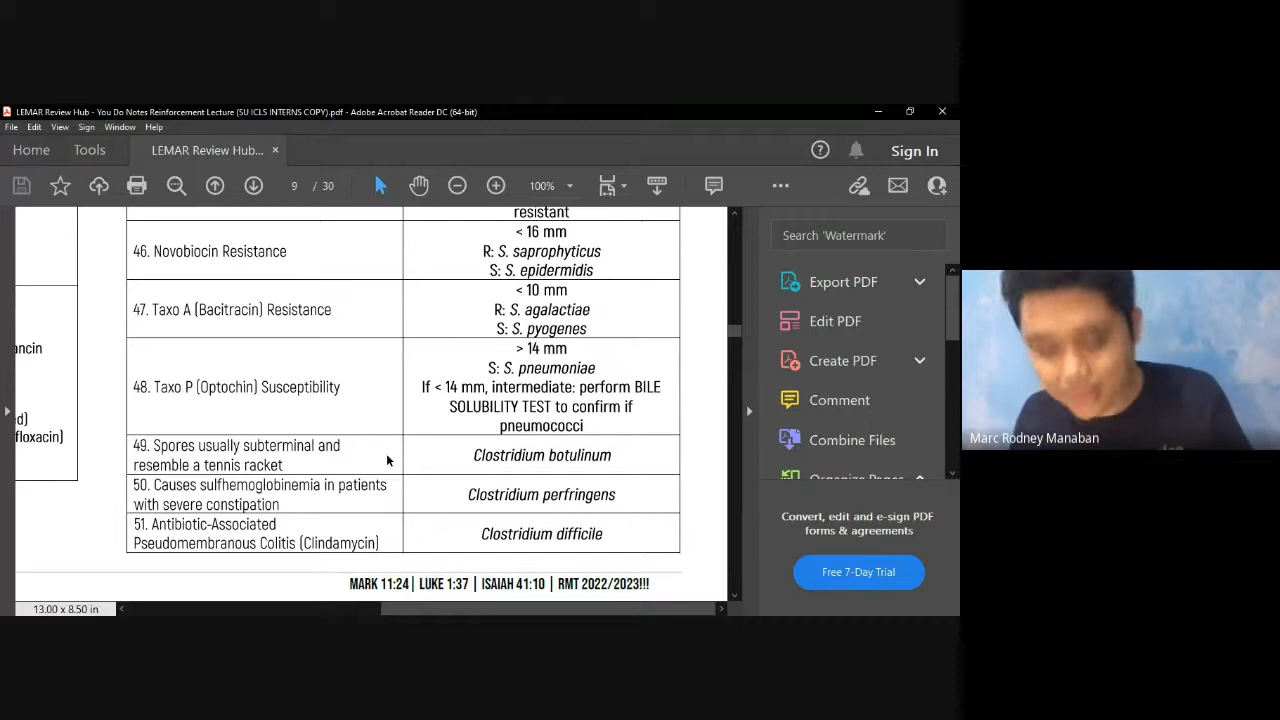 LEMAR Review Hub - You Do Notes Reinforcement Lecture (SU ICLS INTERNS COPY).pdf - Adobe Acrobat Reader DC (64-bit)
File Edit View Sign Window Help
Home Tools LEMAR Review Hub... × Sign In
9 / 30 100%
resistant
46. Novobiocin Resistance
< 16 mm
R: S. saprophyticus
S: S. epidermidis
47. Taxo A (Bacitracin) Resistance
< 10 mm
R: S. agalactiae
S: S. pyogenes
48. Taxo P (Optochin) Susceptibility
> 14 mm
S: S. pneumoniae
If < 14 mm, intermediate: perform BILE
SOLUBILITY TEST to confirm if
pneumococci
49. Spores usually subterminal and
resemble a tennis racket
Clostridium botulinum
50. Causes sulfhemoglobinemia in patients
with severe constipation
Clostridium perfringens
51. Antibiotic-Associated
Pseudomembranous Colitis (Clindamycin)
Clostridium difficile
MARK 11:24| LUKE 1:37 | ISAIAH 41:10 | RMT 2022/2023!!!
ancin
ed)
floxacin)
13.00 x 8.50 in
Search 'Watermark'
Export PDF
Edit PDF
Create PDF
Comment
Combine Files
Organize Pages
Convert, edit and e-sign PDF
forms & agreements
Free 7-Day Trial
Marc Rodney Manaban